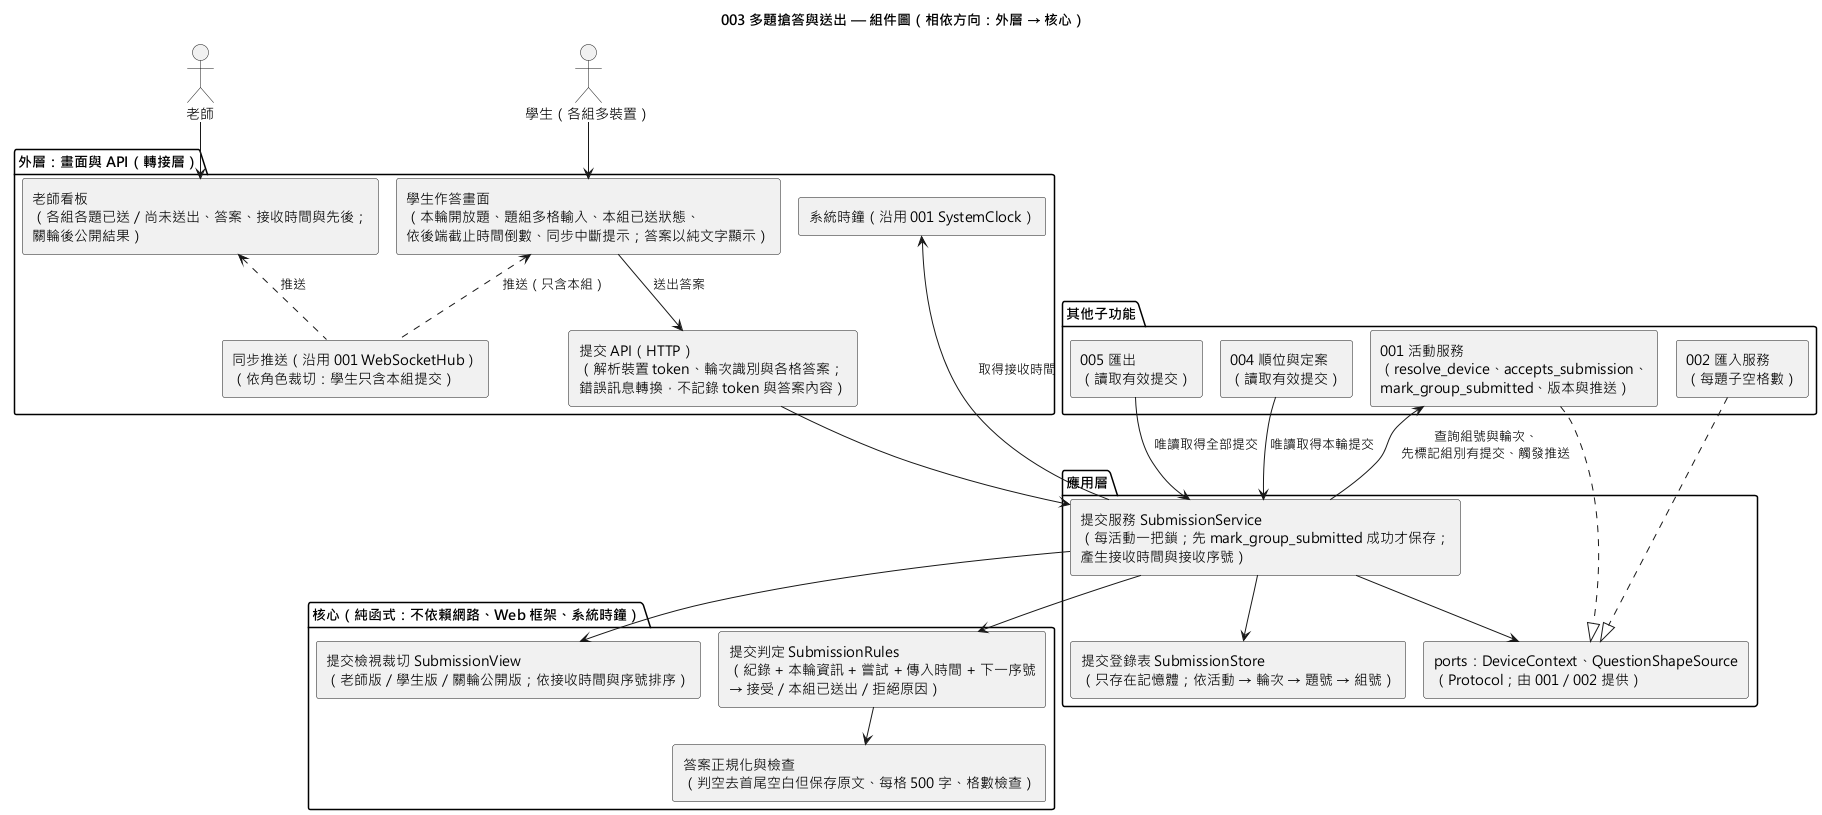 003 多題搶答與送出 — 組件圖（相依方向：外層 → 核心）
老師
學生（各組多裝置）
外層：畫面與 API（轉接層）
老師看板
（各組各題已送 / 尚未送出、答案、接收時間與先後；
關輪後公開結果）
學生作答畫面
（本輪開放題、題組多格輸入、本組已送狀態、
依後端截止時間倒數、同步中斷提示；答案以純文字顯示）
系統時鐘（沿用 001 SystemClock）
推送
推送（只含本組）
送出答案
同步推送（沿用 001 WebSocketHub）
（依角色裁切：學生只含本組提交）
提交 API（HTTP）
（解析裝置 token、輪次識別與各格答案；
錯誤訊息轉換．不記錄 token 與答案內容）
取得接收時間
其他子功能
005 匯出
（讀取有效提交）
004 順位與定案
（讀取有效提交）
001 活動服務
（resolve_device、accepts_submission、
mark_group_submitted、版本與推送）
002 匯入服務
（每題子空格數）
唯讀取得全部提交
唯讀取得本輪提交
查詢組號與輪次、
先標記組別有提交、觸發推送
應用層
提交服務 SubmissionService
（每活動一把鎖；先 mark_group_submitted 成功才保存；
產生接收時間與接收序號）
提交登錄表 SubmissionStore
（只存在記憶體；依活動 → 輪次 → 題號 → 組號）
ports：DeviceContext、QuestionShapeSource
（Protocol；由 001 / 002 提供）
核心（純函式：不依賴網路、Web 框架、系統時鐘）
提交檢視裁切 SubmissionView
（老師版 / 學生版 / 關輪公開版；依接收時間與序號排序）
提交判定 SubmissionRules
（紀錄 + 本輪資訊 + 嘗試 + 傳入時間 + 下一序號
→ 接受 / 本組已送出 / 拒絕原因）
答案正規化與檢查
（判空去首尾空白但保存原文、每格 500 字、格數檢查）